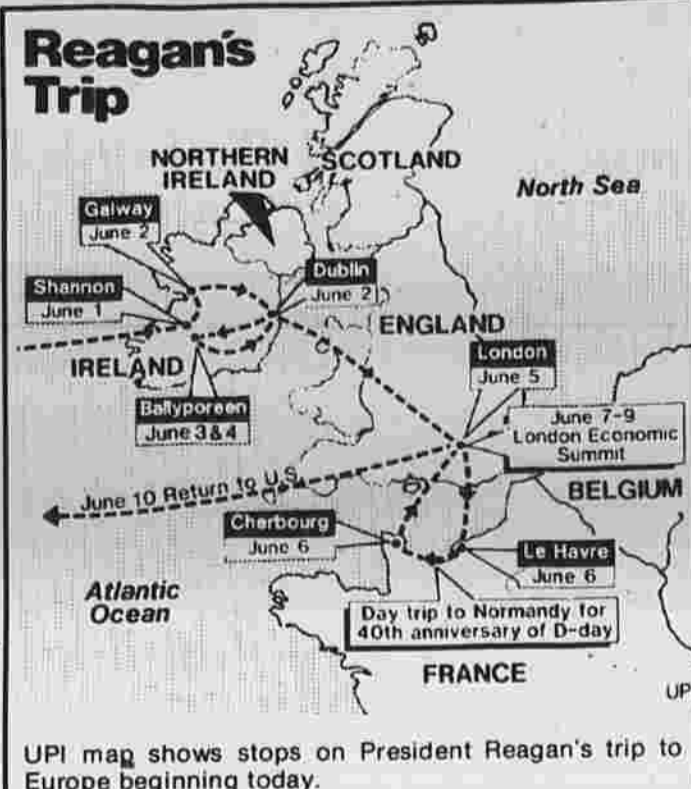 Reagan's
Trip
NORTHERN
IRELAND
SCOTLAND
North Sea
Galway
June 2
Shannon
June 1
Dublin
June 2
IRELAND
ENGLAND
London
June 5
Ballyporeen
June 3 & 4
June 7-9
London Economic
Summit
June 10 Return to U.S.
BELGIUM
Cherbourg
June 6
Le Havre
June 6
Atlantic
Ocean
Day trip to Normandy for
40th anniversary of D-day
FRANCE
UPI
UPI map shows stops on President Reagan's trip to
Europe beginning today.